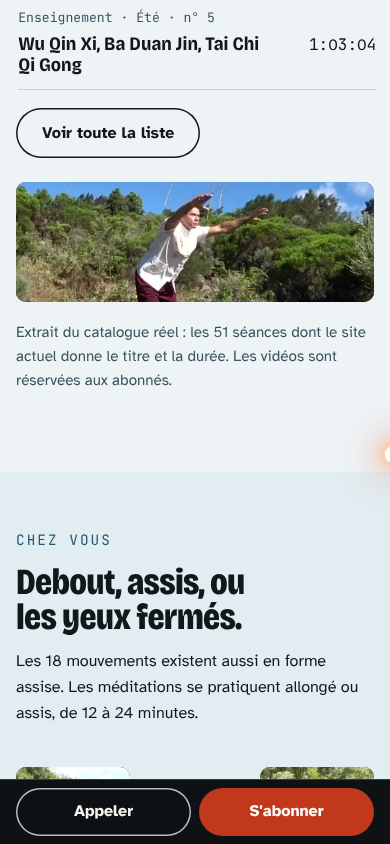 Enseignement · Été · n° 5
Wu Qin Xi, Ba Duan Jin, Tai Chi
Qi Gong
1:03:04
Voir toute la liste
Extrait du catalogue réel : les 51 séances dont le site
actuel donne le titre et la durée. Les vidéos sont
réservées aux abonnés.
CHEZ VOUS
Debout, assis, ou
les yeux fermés.
Les 18 mouvements existent aussi en forme
assise. Les méditations se pratiquent allongé ou
assis, de 12 à 24 minutes.
Appeler
S'abonner